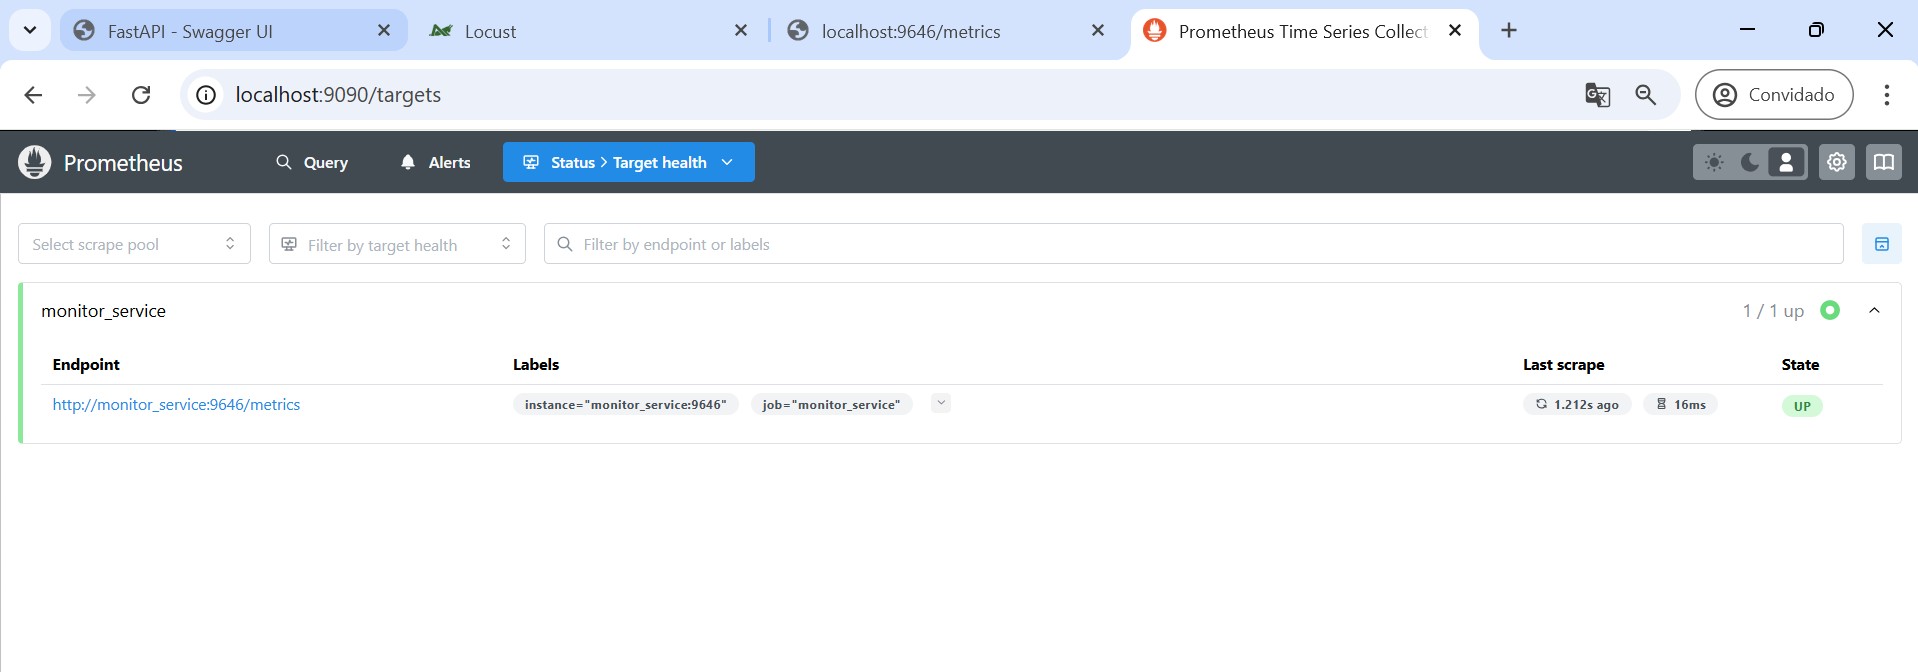 FastAPI - Swagger UI
Locust
localhost:9646/metrics
Prometheus Time Series Collect
localhost:9090/targets
Convidado
Prometheus
Query
Alerts
Status > Target health
Select scrape pool
Filter by target health
Filter by endpoint or labels
monitor_service
1 / 1 up
Endpoint Labels Last scrape State
http://monitor_service:9646/metrics instance="monitor_service:9646" job="monitor_service" 1.212s ago 16ms UP